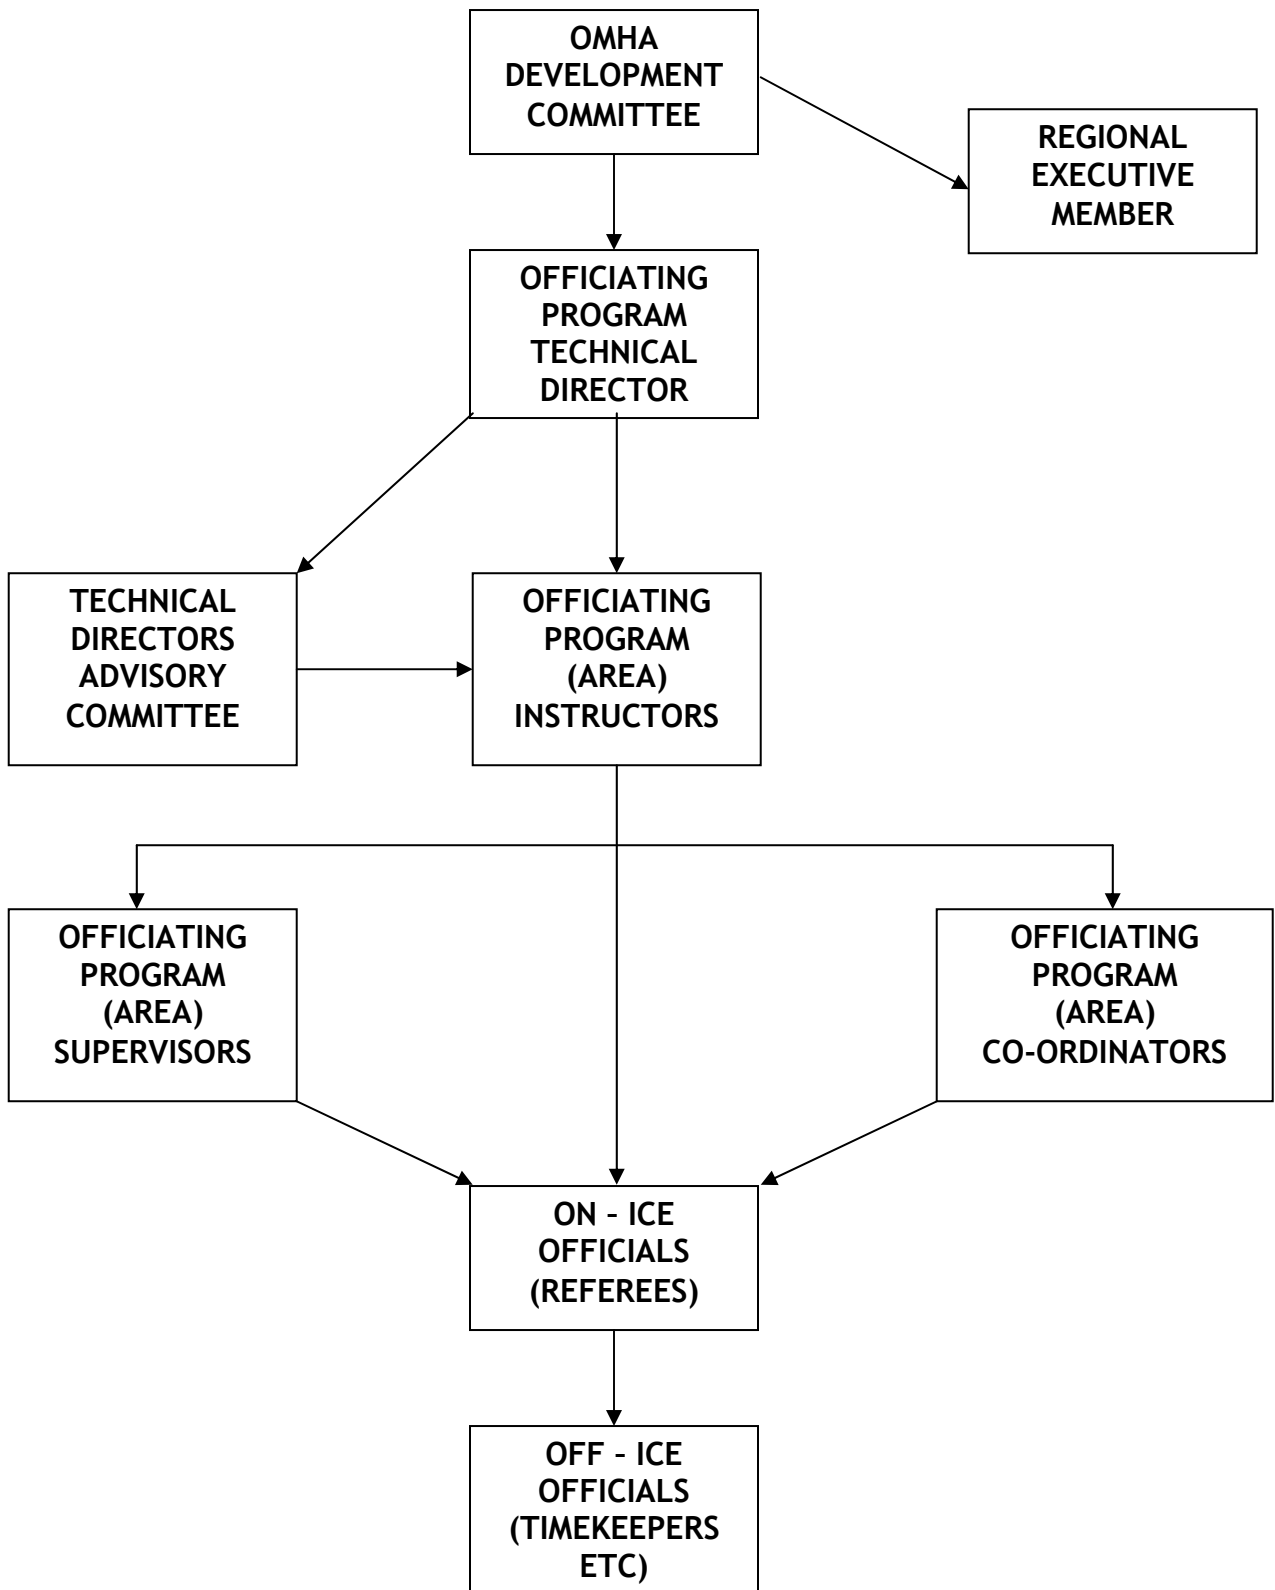 OMHA
DEVELOPMENT
COMMITTEE
REGIONAL
EXECUTIVE
MEMBER
OFFICIATING
PROGRAM
TECHNICAL
DIRECTOR
TECHNICAL
DIRECTORS
ADVISORY
COMMITTEE
OFFICIATING
PROGRAM
(AREA)
INSTRUCTORS
OFFICIATING
PROGRAM
(AREA)
SUPERVISORS
OFFICIATING
PROGRAM
(AREA)
CO-ORDINATORS
ON – ICE
OFFICIALS
(REFEREES)
OFF – ICE
OFFICIALS
(TIMEKEEPERS
ETC)